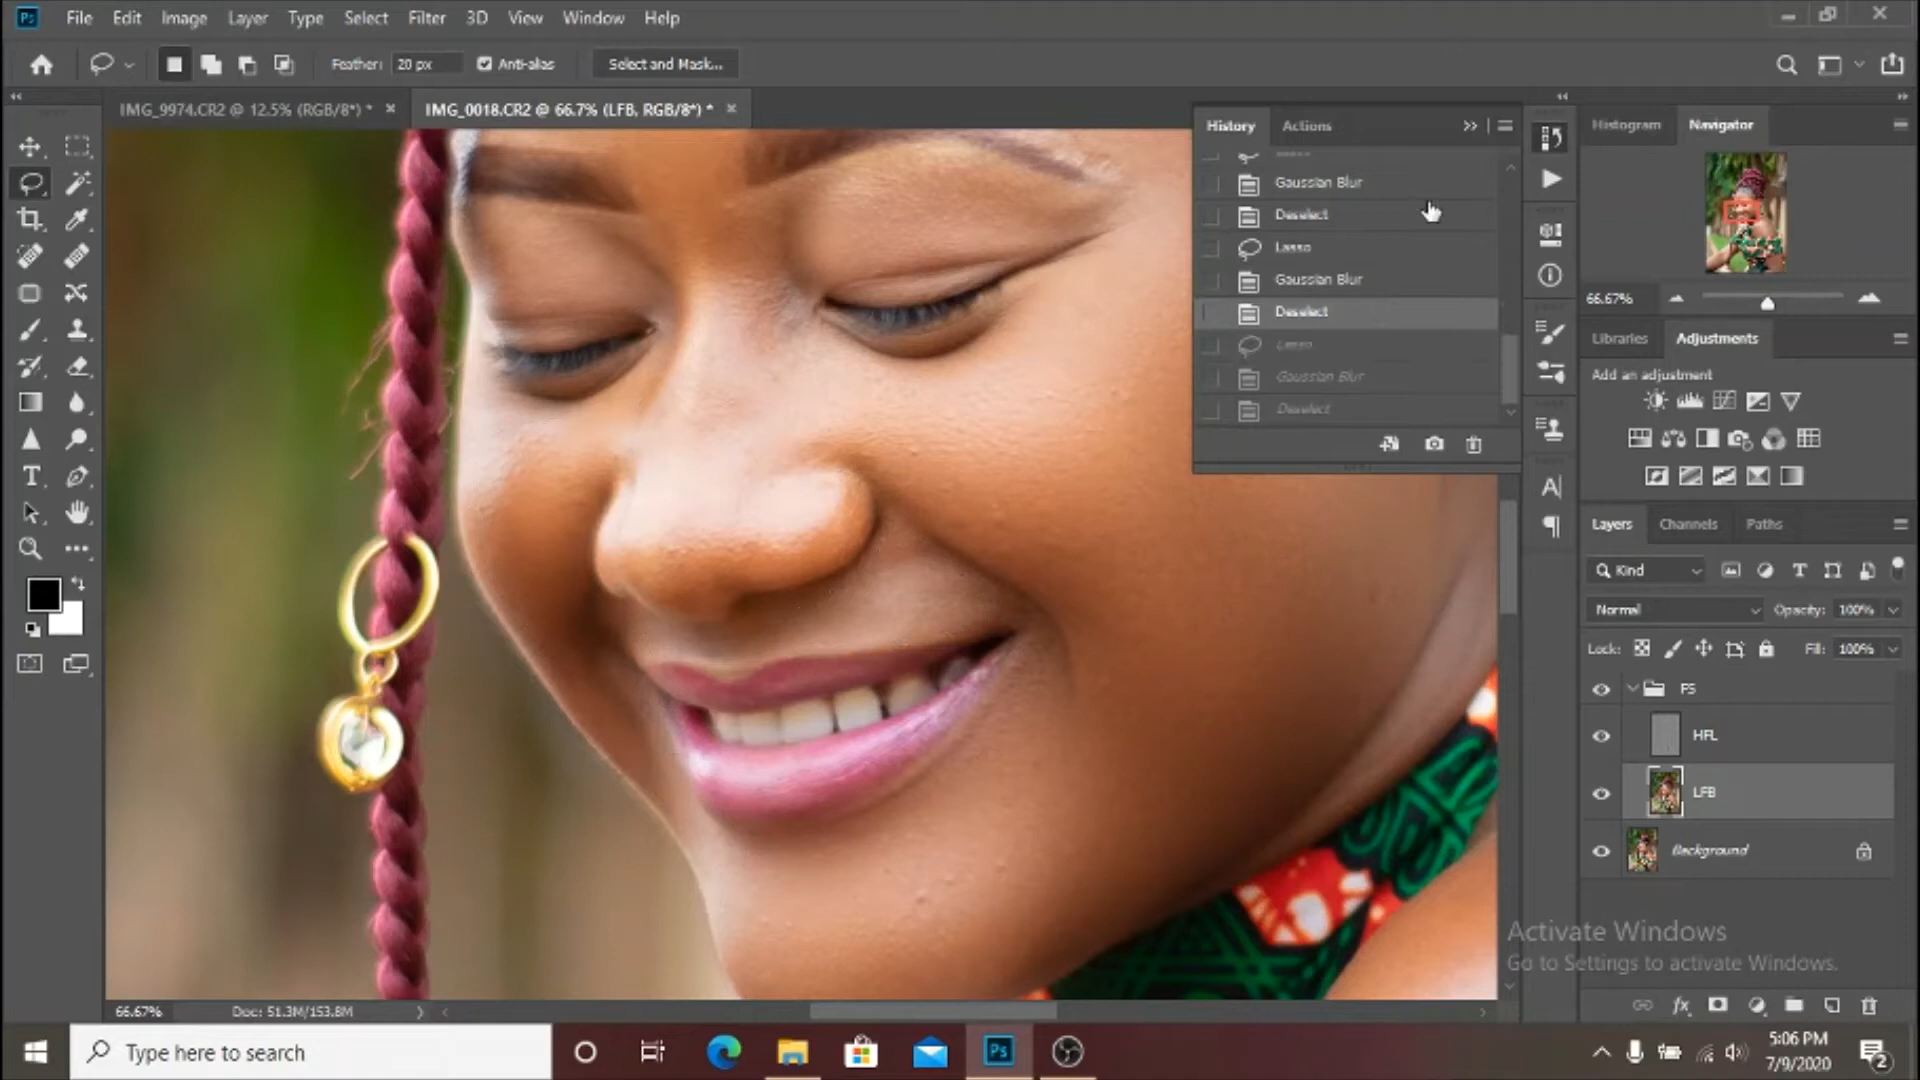 Ps File Edit Image Layer Type Select Filter 3D View Window Help
Feather: 20 px Anti-alias Select and Mask...
IMG_9974.CR2 @ 12.5% (RGB/8*) * IMG_0018.CR2 @ 66.7% (LFB, RGB/8*) *
History Actions
Gaussian Blur
Deselect
Lasso
Gaussian Blur
Deselect
Lasso
Gaussian Blur
Deselect
Histogram Navigator
66.67%
Libraries Adjustments
Add an adjustment
Layers Channels Paths
Kind
Normal Opacity: 100%
Lock: Fill: 100%
FS
HFL
LFB
Background
Activate Windows
Go to Settings to activate Windows.
66.67% Doc: 51.3M/153.8M
Type here to search
Ps
5:06 PM
7/9/2020
2